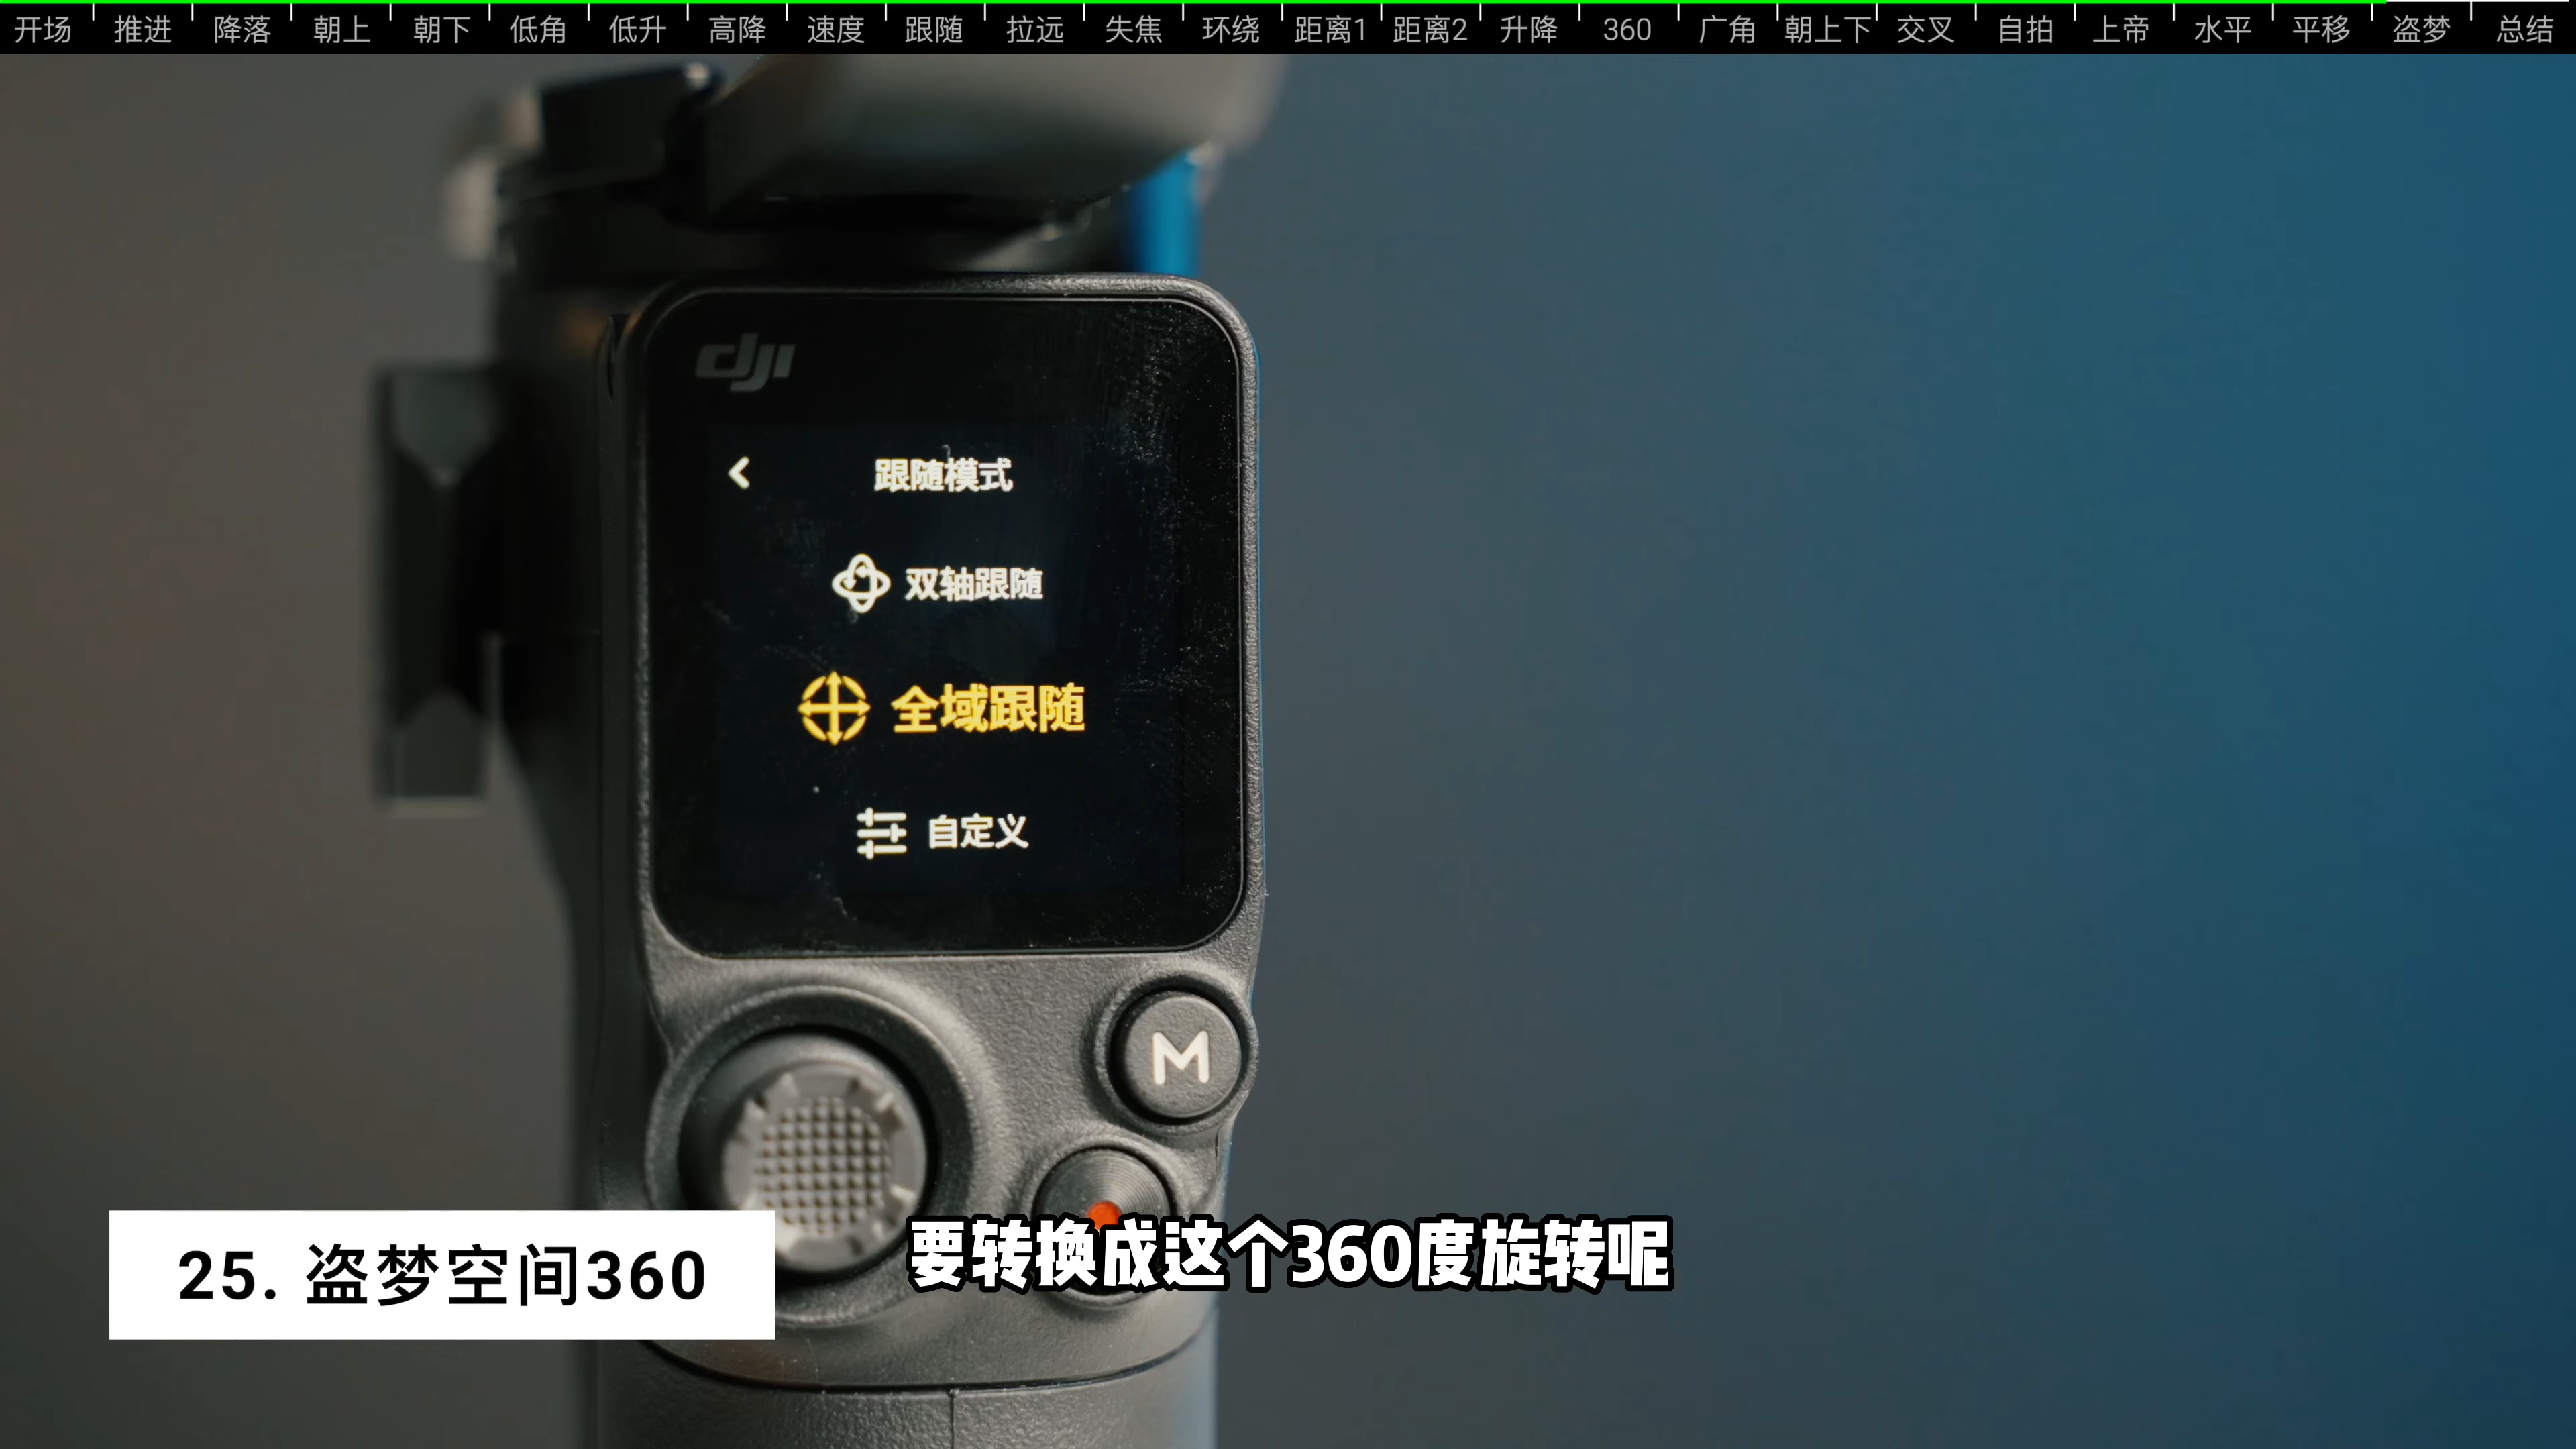 开场 推进 降落 朝上 朝下 低角 低升 高降 速度 跟随 拉远 失焦 环绕 距离1 距离2 升降 360 广角 朝上下 交叉 自拍 上帝 水平 平移 盗梦 总结
dji
跟随模式
双轴跟随
全域跟随
自定义
M
25. 盗梦空间360
要转换成这个360度旋转呢